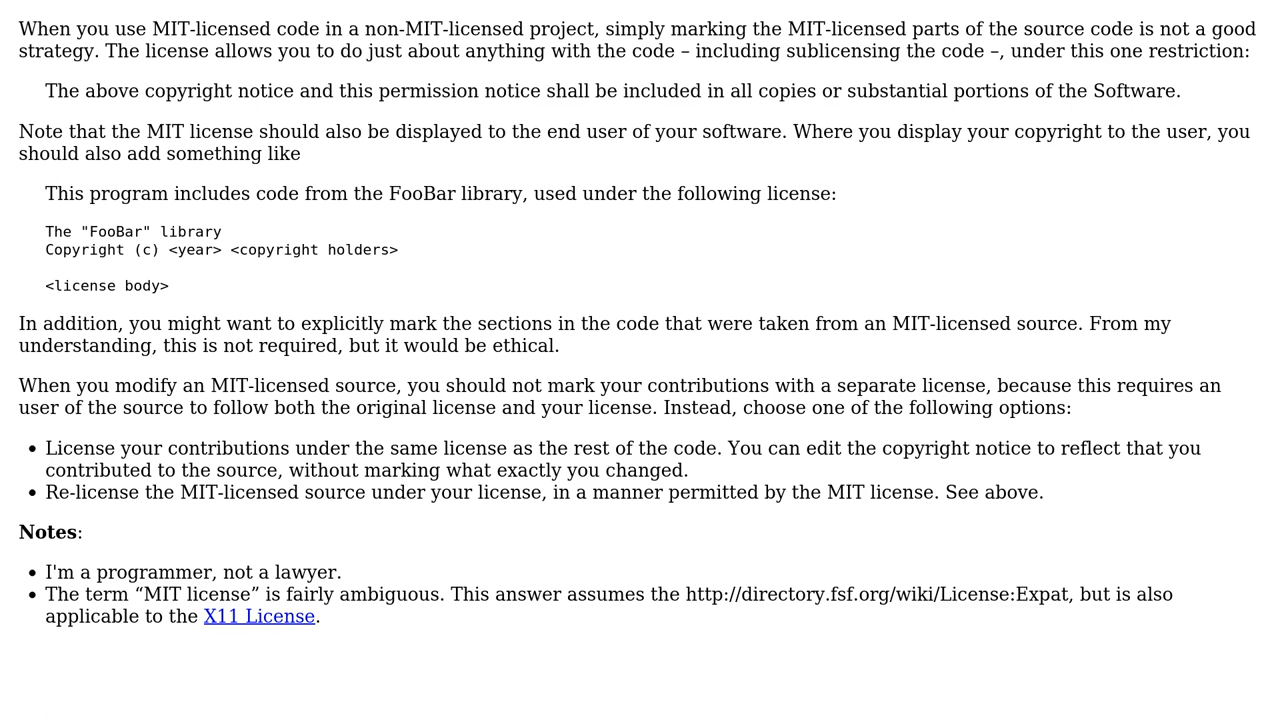 When you use MIT-licensed code in a non-MIT-licensed project, simply marking the MIT-licensed parts of the source code is not a good
strategy. The license allows you to do just about anything with the code – including sublicensing the code –, under this one restriction:
The above copyright notice and this permission notice shall be included in all copies or substantial portions of the Software.
Note that the MIT license should also be displayed to the end user of your software. Where you display your copyright to the user, you
should also add something like
This program includes code from the FooBar library, used under the following license:
The "FooBar" library
Copyright (c) <year> <copyright holders>
<license body>
In addition, you might want to explicitly mark the sections in the code that were taken from an MIT-licensed source. From my
understanding, this is not required, but it would be ethical.
When you modify an MIT-licensed source, you should not mark your contributions with a separate license, because this requires an
user of the source to follow both the original license and your license. Instead, choose one of the following options:
• License your contributions under the same license as the rest of the code. You can edit the copyright notice to reflect that you
contributed to the source, without marking what exactly you changed.
• Re-license the MIT-licensed source under your license, in a manner permitted by the MIT license. See above.
Notes:
• I'm a programmer, not a lawyer.
• The term “MIT license” is fairly ambiguous. This answer assumes the http://directory.fsf.org/wiki/License:Expat, but is also
applicable to the X11 License.